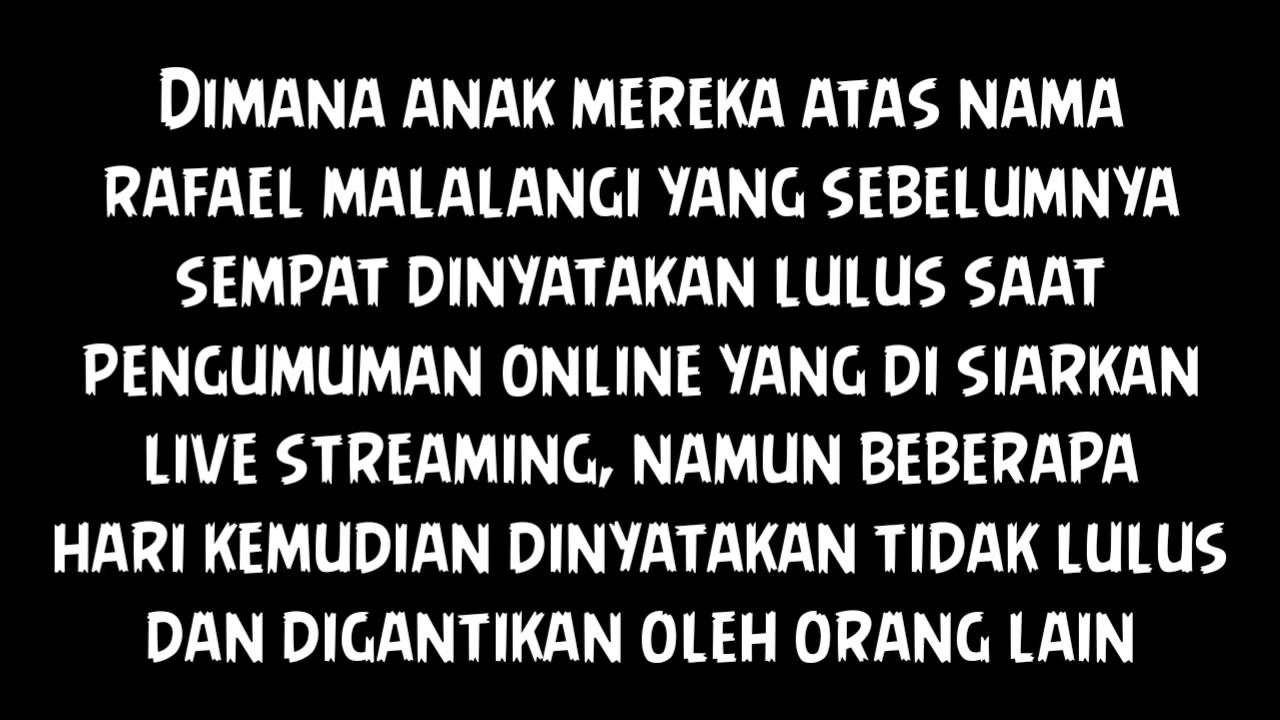 Dimana anak mereka atas nama
rafael malalangi yang sebelumnya
sempat dinyatakan lulus saat
pengumuman online yang di siarkan
live streaming, namun beberapa
hari kemudian dinyatakan tidak lulus
dan digantikan oleh orang lain